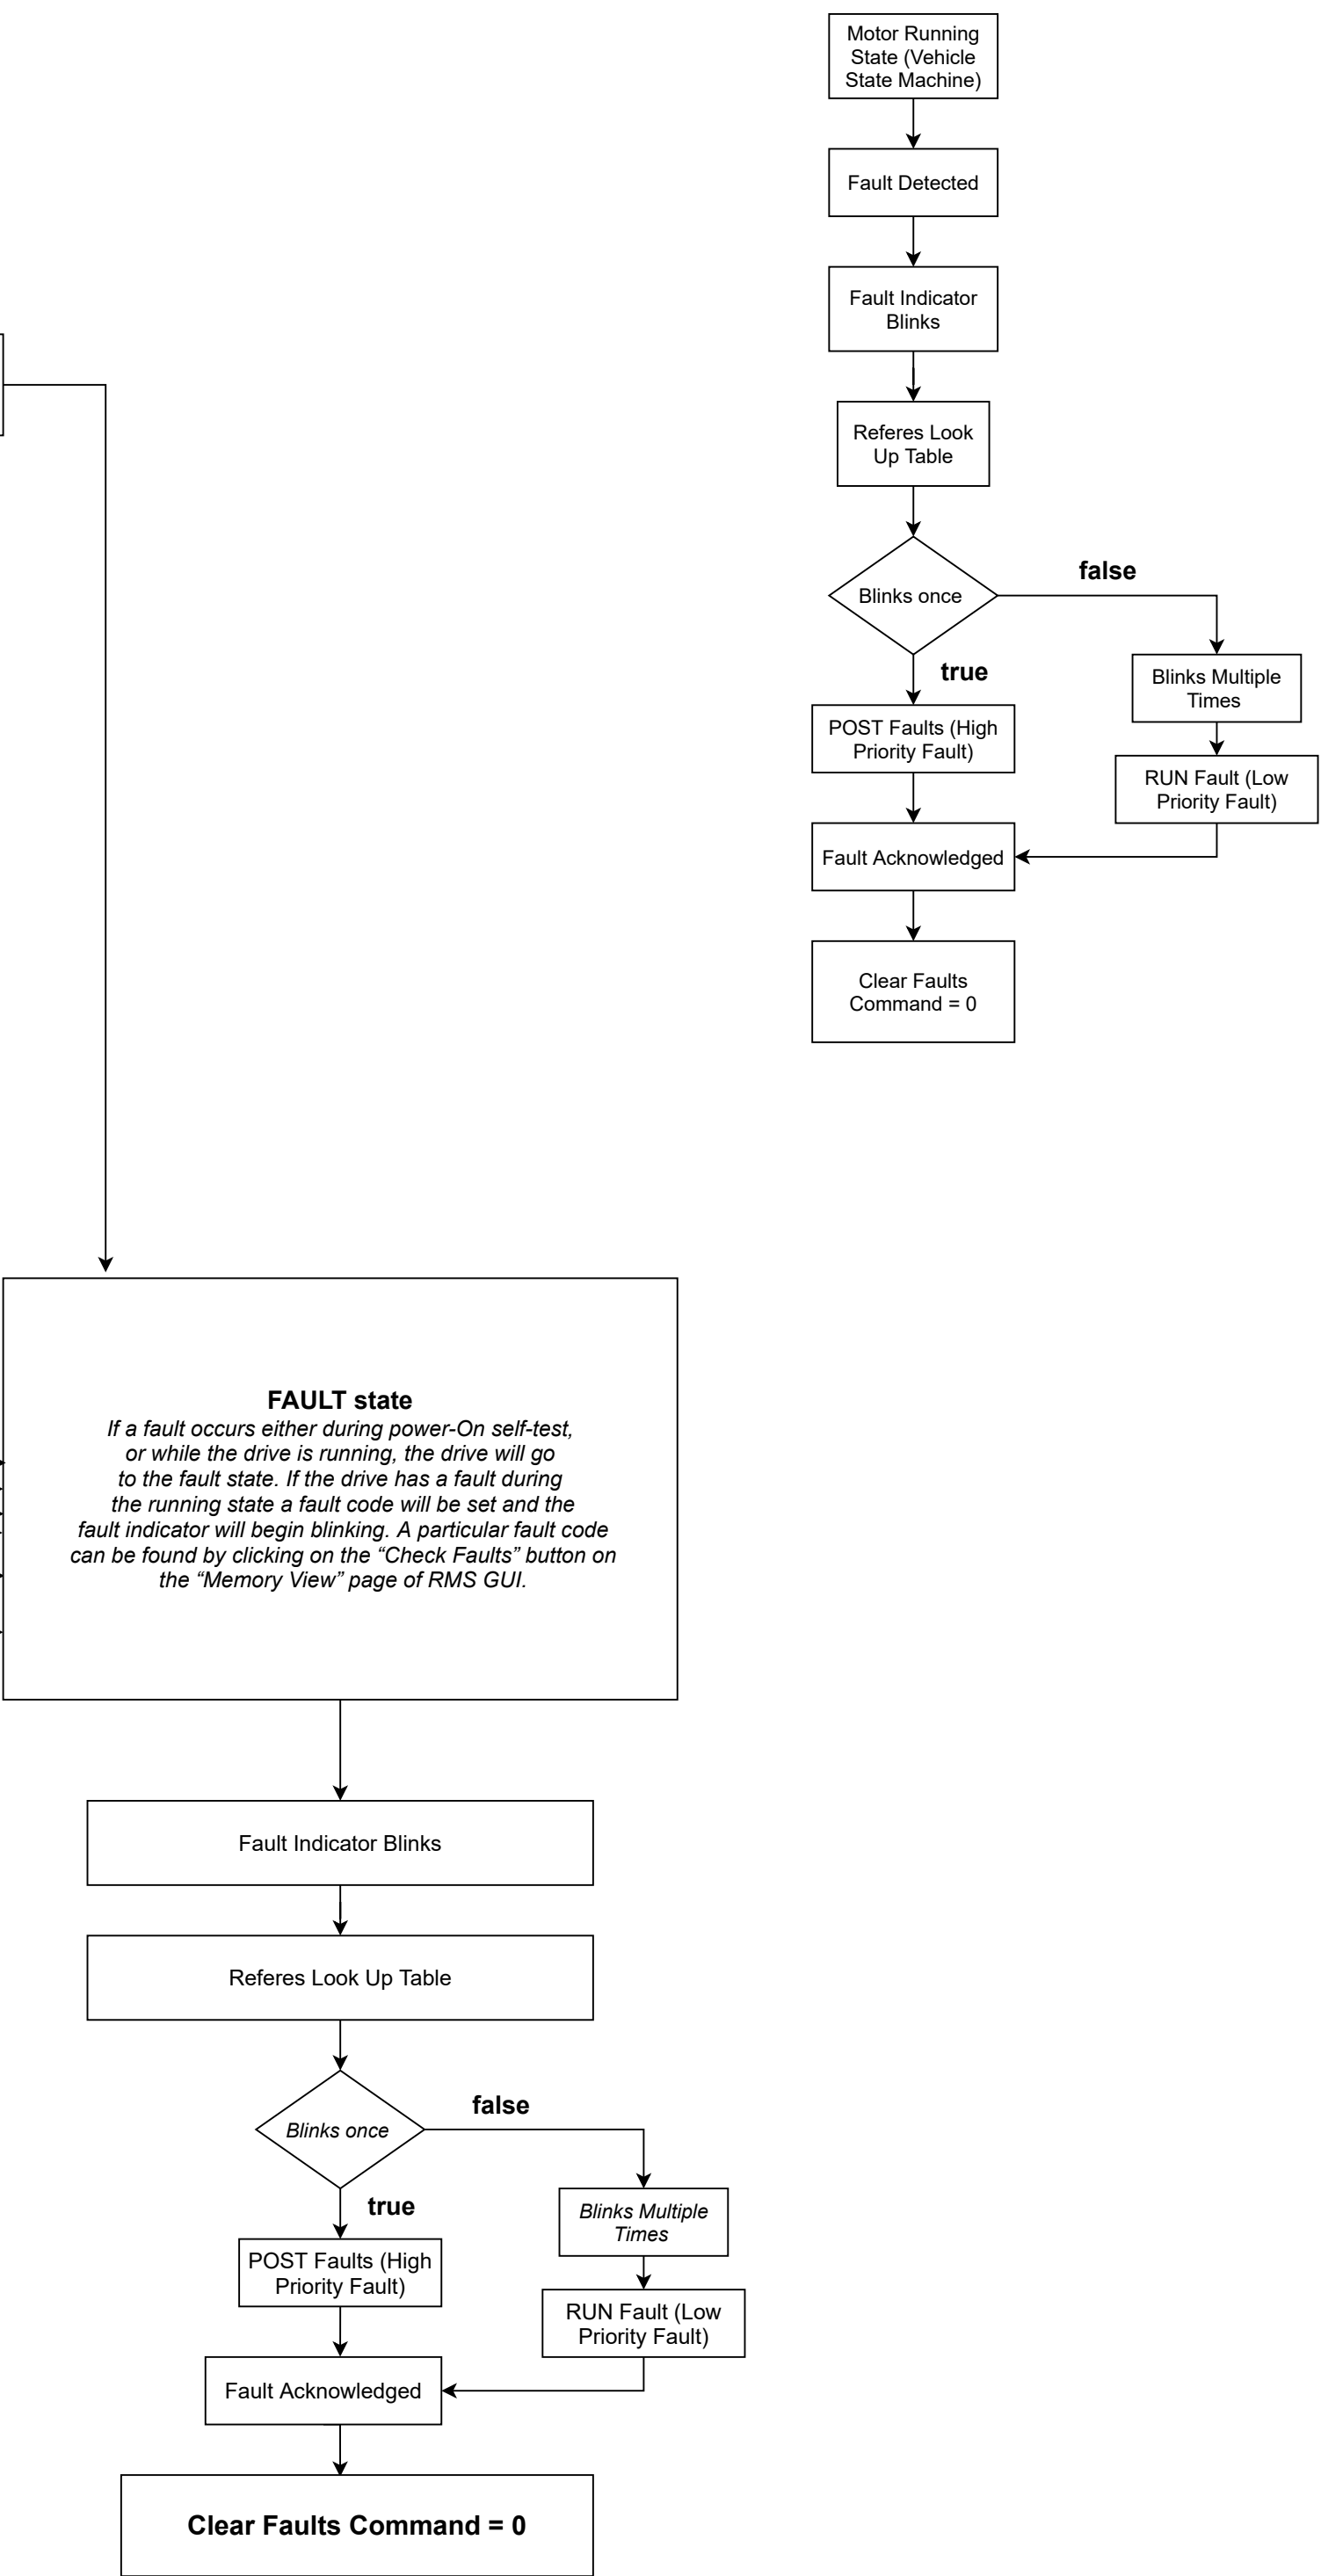 Motor Running
State (Vehicle
State Machine)
Fault Detected
Fault Indicator
Blinks
Referes Look
Up Table
Blinks once
false
true
Blinks Multiple
Times
POST Faults (High
Priority Fault)
RUN Fault (Low
Priority Fault)
Fault Acknowledged
Clear Faults
Command = 0
FAULT state
If a fault occurs either during power-On self-test,
or while the drive is running, the drive will go
to the fault state. If the drive has a fault during
the running state a fault code will be set and the
fault indicator will begin blinking. A particular fault code
can be found by clicking on the “Check Faults” button on
the “Memory View” page of RMS GUI.
Fault Indicator Blinks
Referes Look Up Table
Blinks once
false
true
Blinks Multiple
Times
POST Faults (High
Priority Fault)
RUN Fault (Low
Priority Fault)
Fault Acknowledged
Clear Faults Command = 0